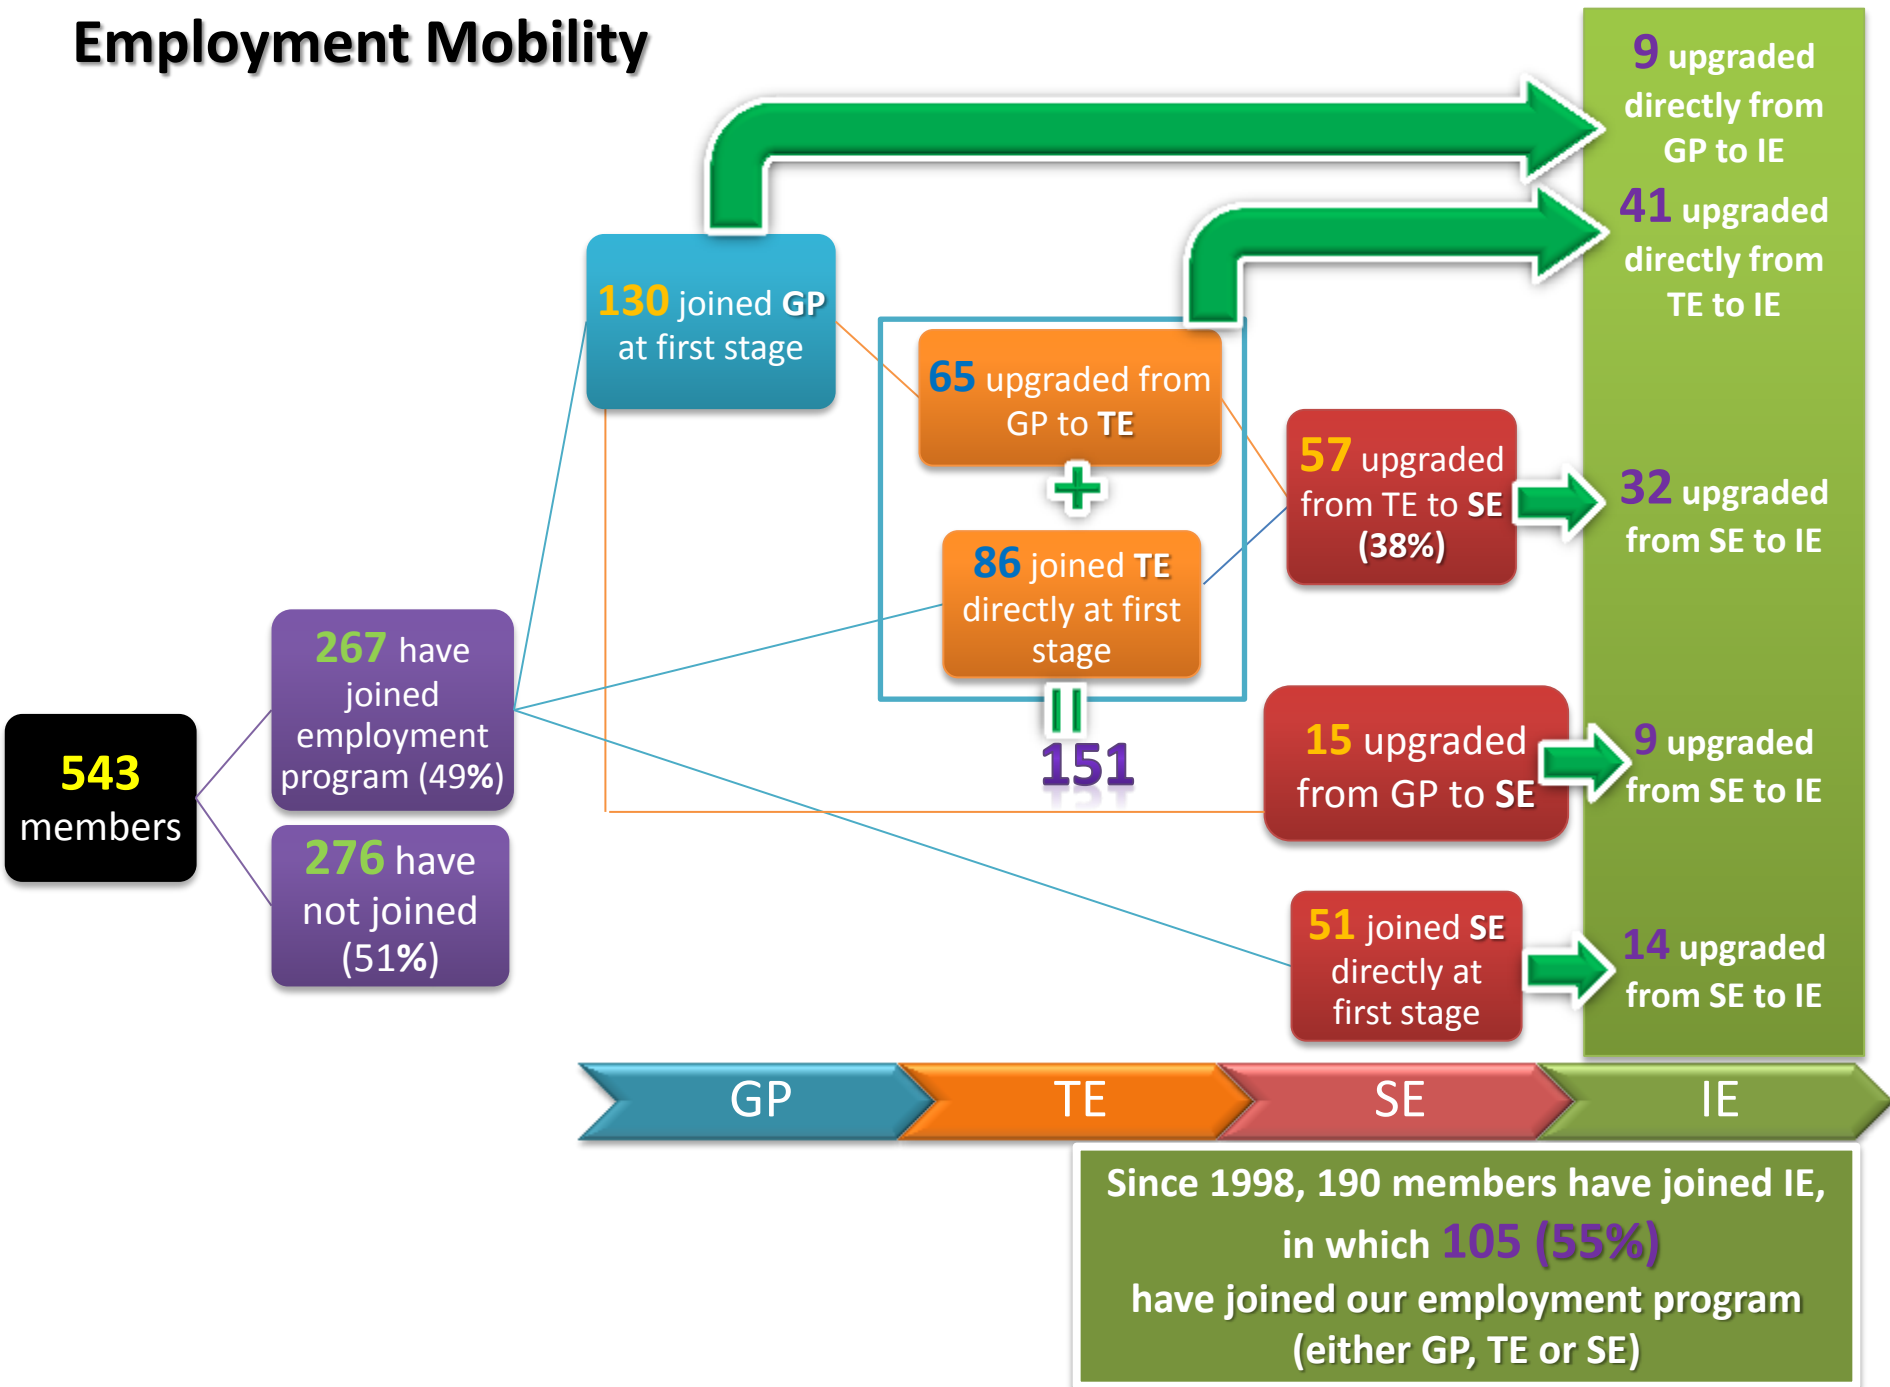 Employment Mobility
9 upgraded
directly from
GP to IE
41 upgraded
directly from
TE to IE
130 joined GP
at first stage
65 upgraded from
GP to TE
+
86 joined TE
directly at first
stage
=
151
57 upgraded
from TE to SE
(38%)
32 upgraded
from SE to IE
267 have
joined
employment
program (49%)
543
members
276 have
not joined
(51%)
15 upgraded
from GP to SE
9 upgraded
from SE to IE
51 joined SE
directly at
first stage
14 upgraded
from SE to IE
GP
TE
SE
IE
Since 1998, 190 members have joined IE,
in which 105 (55%)
have joined our employment program
(either GP, TE or SE)